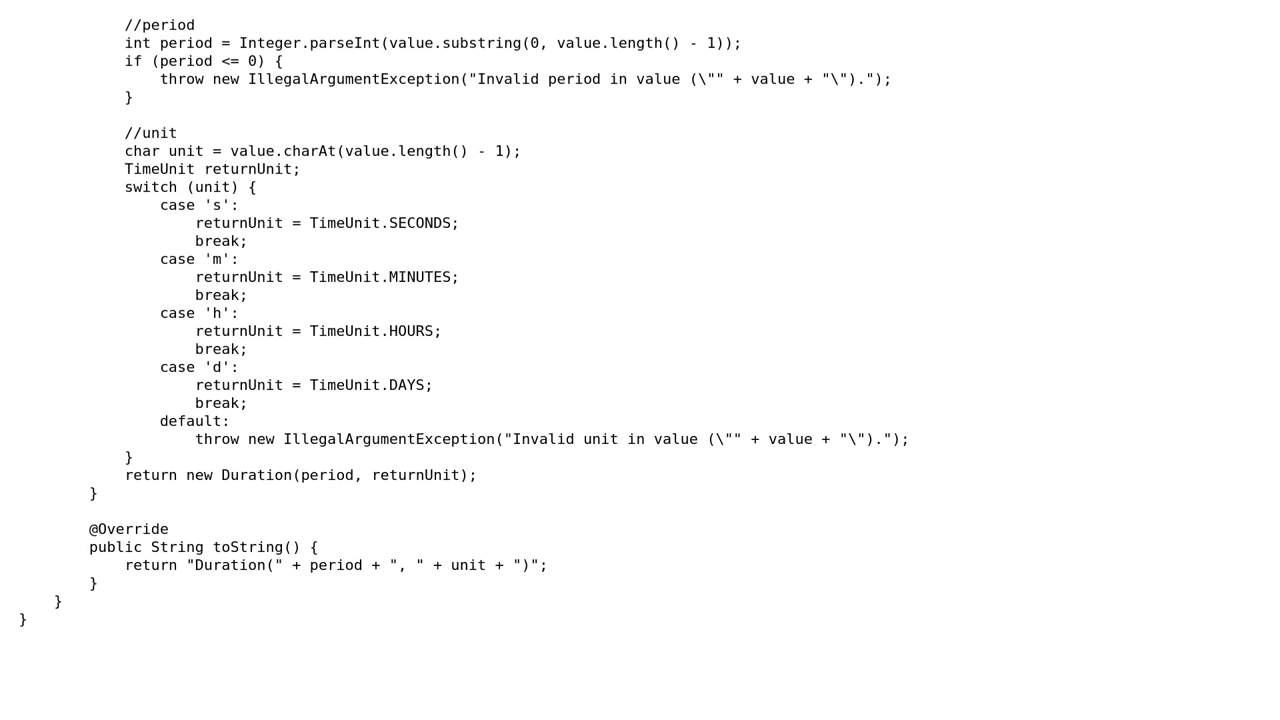 //period
            int period = Integer.parseInt(value.substring(0, value.length() - 1));
            if (period <= 0) {
                throw new IllegalArgumentException("Invalid period in value (\"" + value + "\").");
            }

            //unit
            char unit = value.charAt(value.length() - 1);
            TimeUnit returnUnit;
            switch (unit) {
                case 's':
                    returnUnit = TimeUnit.SECONDS;
                    break;
                case 'm':
                    returnUnit = TimeUnit.MINUTES;
                    break;
                case 'h':
                    returnUnit = TimeUnit.HOURS;
                    break;
                case 'd':
                    returnUnit = TimeUnit.DAYS;
                    break;
                default:
                    throw new IllegalArgumentException("Invalid unit in value (\"" + value + "\").");
            }
            return new Duration(period, returnUnit);
        }

        @Override
        public String toString() {
            return "Duration(" + period + ", " + unit + ")";
        }
    }
}